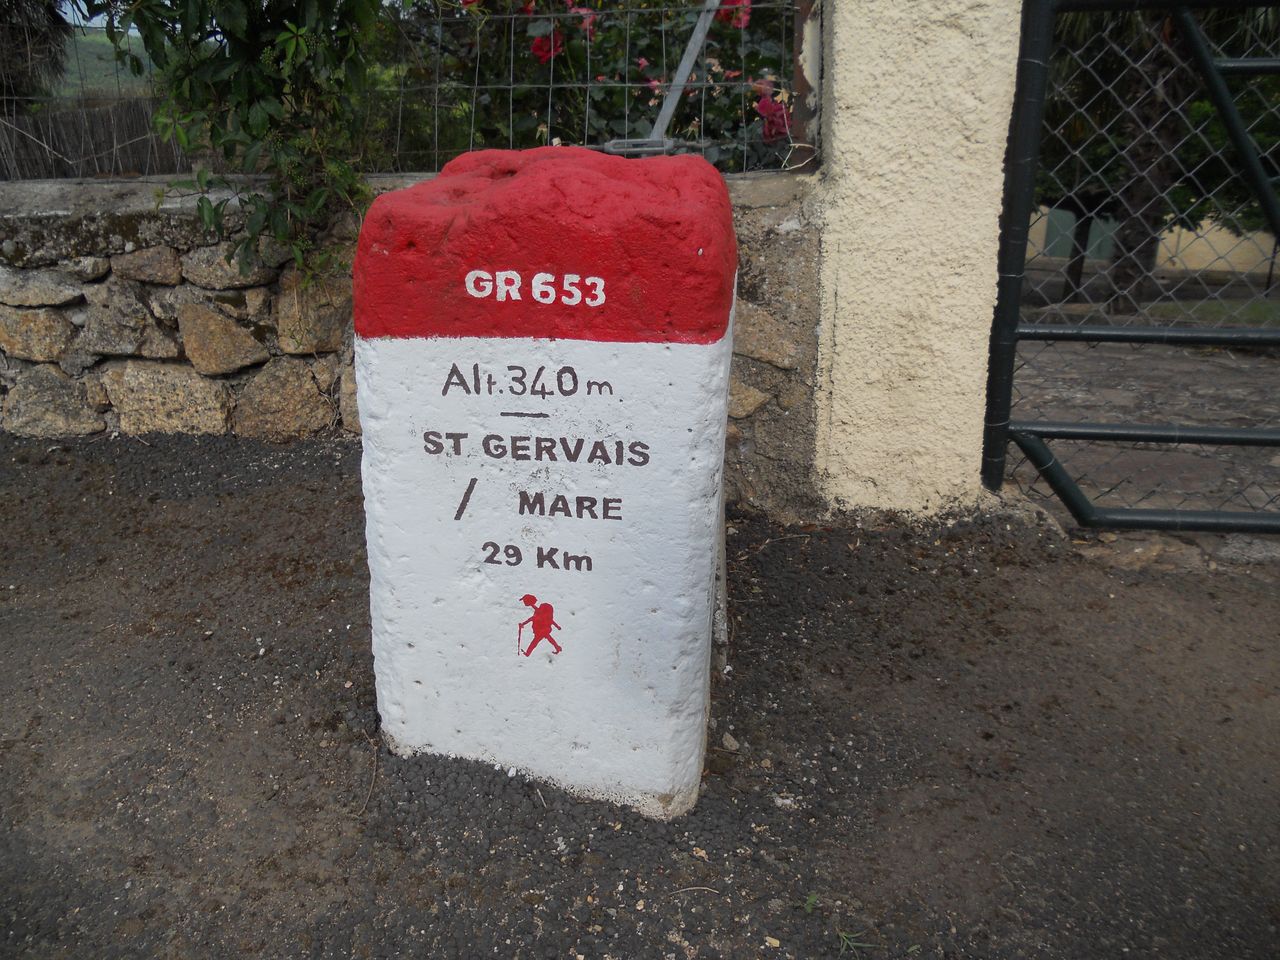 GR 653
Alt. 340 m.
ST GERVAIS
/ MARE
29 Km